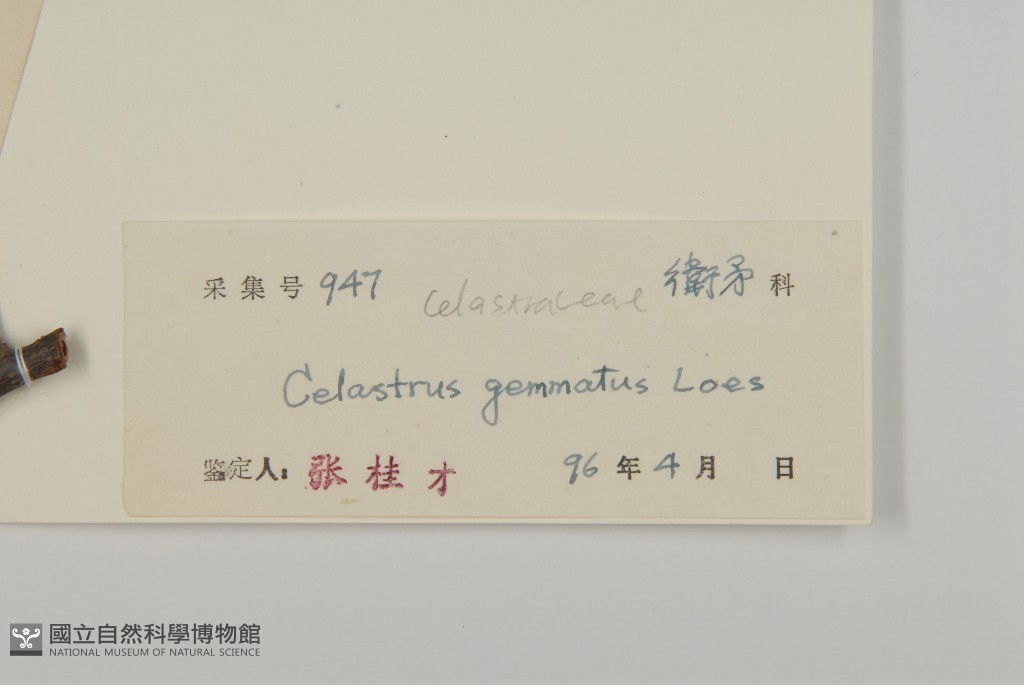 采集号 947 Celastraceae 衛矛 科
Celastrus gemmatus Loes
鉴定人: 张桂才 96 年 4 月 日
國立自然科學博物館
NATIONAL MUSEUM OF NATURAL SCIENCE